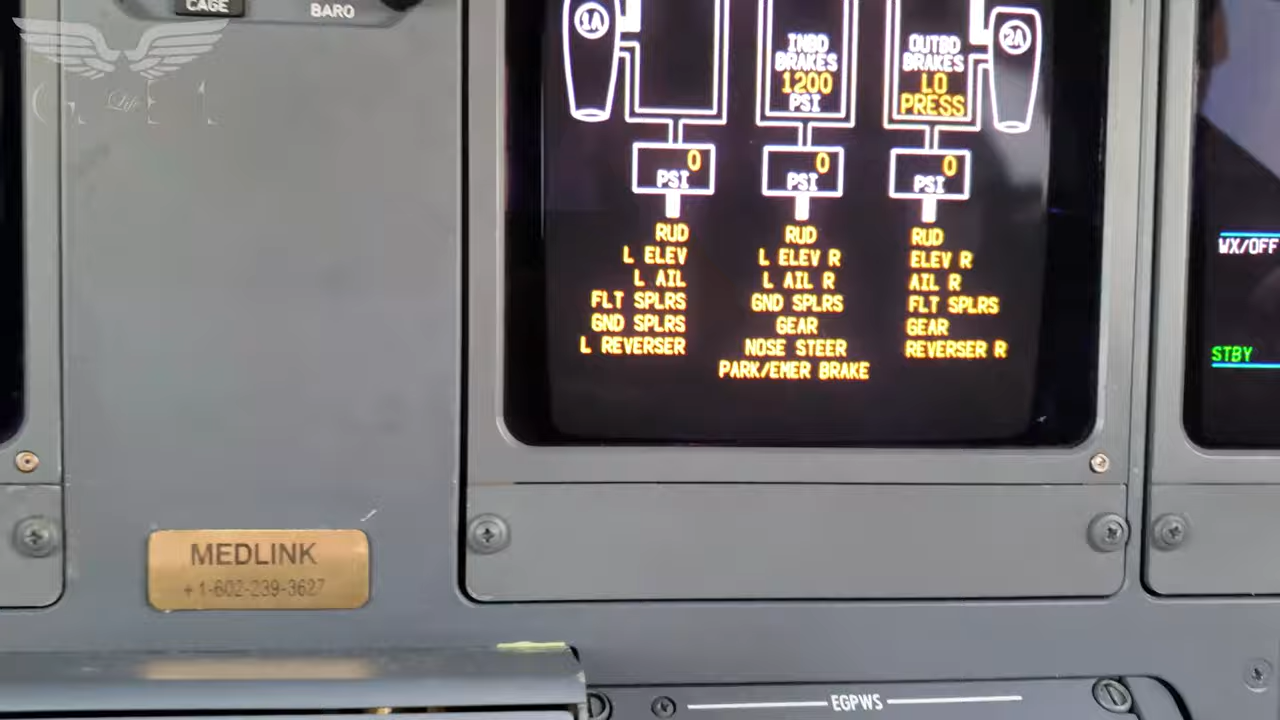 CAGE
BARO
Life
1A
INBD
BRAKES
1200
PSI
OUTBD
BRAKES
LO
PRESS
2A
0
PSI
0
PSI
0
PSI
RUD
L ELEV
L AIL
FLT SPLRS
GND SPLRS
L REVERSER
RUD
L ELEV R
L AIL R
GND SPLRS
GEAR
NOSE STEER
PARK/EMER BRAKE
RUD
ELEV R
AIL R
FLT SPLRS
GEAR
REVERSER R
WX/OFF
STBY
MEDLINK
+1-602-239-3627
EGPWS